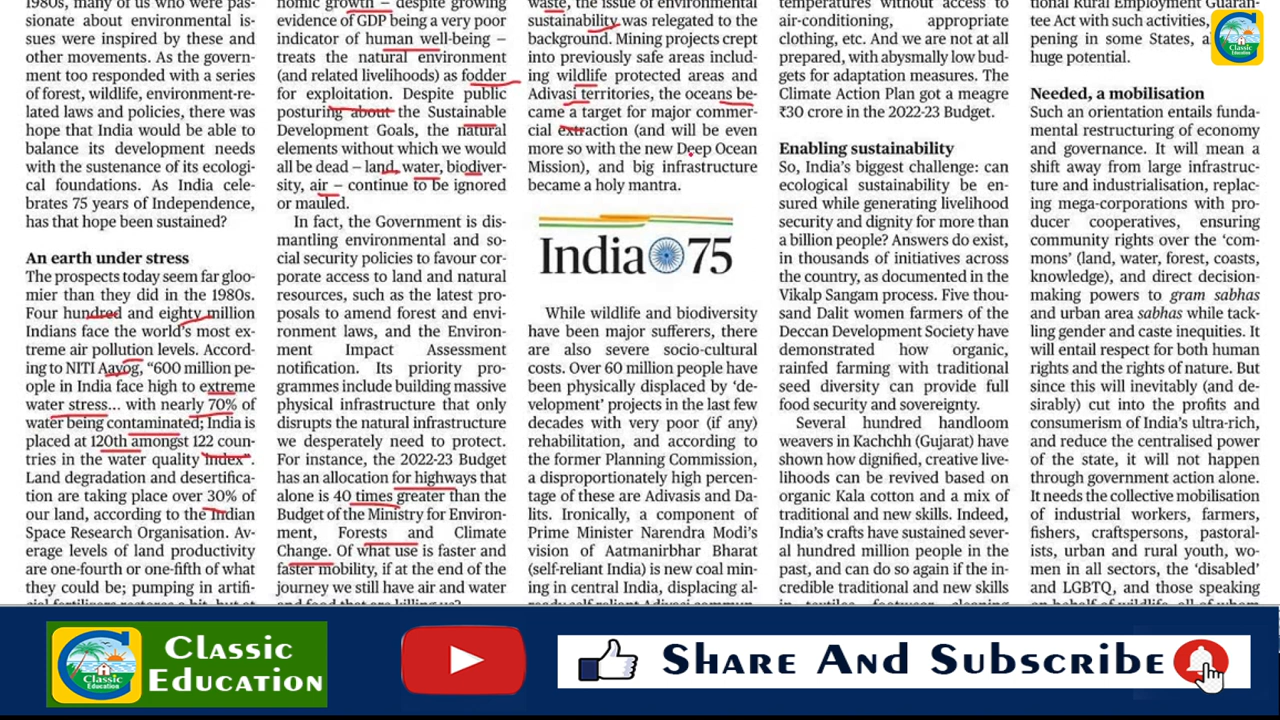 1980s, many of us who were pas-
sionate about environmental is-
sues were inspired by these and
other movements. As the govern-
ment too responded with a series
of forest, wildlife, environment-re-
lated laws and policies, there was
hope that India would be able to
balance its development needs
with the sustenance of its ecologi-
cal foundations. As India cele-
brates 75 years of Independence,
has that hope been sustained?
An earth under stress
The prospects today seem far gloo-
mier than they did in the 1980s.
Four hundred and eighty million
Indians face the world's most ex-
treme air pollution levels. Accord-
ing to NITI Aayog, "600 million pe-
ople in India face high to extreme
water stress... with nearly 70% of
water being contaminated; India is
placed at 120th amongst 122 coun-
tries in the water quality index".
Land degradation and desertifica-
tion are taking place over 30% of
our land, according to the Indian
Space Research Organisation. Av-
erage levels of land productivity
are one-fourth or one-fifth of what
they could be; pumping in artifi-
cial fertilizers restores a bit, but at
nomic growth – despite growing
evidence of GDP being a very poor
indicator of human well-being –
treats the natural environment
(and related livelihoods) as fodder
for exploitation. Despite public
posturing about the Sustainable
Development Goals, the natural
elements without which we would
all be dead – land, water, biodiver-
sity, air – continue to be ignored
or mauled.
In fact, the Government is dis-
mantling environmental and so-
cial security policies to favour cor-
porate access to land and natural
resources, such as the latest pro-
posals to amend forest and envi-
ronment laws, and the Environ-
ment Impact Assessment
notification. Its priority pro-
grammes include building massive
physical infrastructure that only
disrupts the natural infrastructure
we desperately need to protect.
For instance, the 2022-23 Budget
has an allocation for highways that
alone is 40 times greater than the
Budget of the Ministry for Environ-
ment, Forests and Climate
Change. Of what use is faster and
faster mobility, if at the end of the
journey we still have air and water
and food that are killing us?
waste, the issue of environmental
sustainability was relegated to the
background. Mining projects crept
into previously safe areas includ-
ing wildlife protected areas and
Adivasi territories, the oceans be-
came a target for major commer-
cial extraction (and will be even
more so with the new Deep Ocean
Mission), and big infrastructure
became a holy mantra.
India 75
While wildlife and biodiversity
have been major sufferers, there
are also severe socio-cultural
costs. Over 60 million people have
been physically displaced by 'de-
velopment' projects in the last few
decades with very poor (if any)
rehabilitation, and according to
the former Planning Commission,
a disproportionately high percen-
tage of these are Adivasis and Da-
lits. Ironically, a component of
Prime Minister Narendra Modi's
vision of Aatmanirbhar Bharat
(self-reliant India) is new coal min-
ing in central India, displacing al-
ready self-reliant Adivasi commun-
temperatures without access to
air-conditioning, appropriate
clothing, etc. And we are not at all
prepared, with abysmally low bud-
gets for adaptation measures. The
Climate Action Plan got a meagre
₹30 crore in the 2022-23 Budget.
Enabling sustainability
So, India's biggest challenge: can
ecological sustainability be en-
sured while generating livelihood
security and dignity for more than
a billion people? Answers do exist,
in thousands of initiatives across
the country, as documented in the
Vikalp Sangam process. Five thou-
sand Dalit women farmers of the
Deccan Development Society have
demonstrated how organic,
rainfed farming with traditional
seed diversity can provide full
food security and sovereignty.
Several hundred handloom
weavers in Kachchh (Gujarat) have
shown how dignified, creative live-
lihoods can be revived based on
organic Kala cotton and a mix of
traditional and new skills. Indeed,
India's crafts have sustained sever-
al hundred million people in the
past, and can do so again if the in-
credible traditional and new skills
in textiles, footwear, cleaning
tional Rural Employment Guaran-
tee Act with such activities,
pening in some States, a
huge potential.
Needed, a mobilisation
Such an orientation entails funda-
mental restructuring of economy
and governance. It will mean a
shift away from large infrastruc-
ture and industrialisation, replac-
ing mega-corporations with pro-
ducer cooperatives, ensuring
community rights over the 'com-
mons' (land, water, forest, coasts,
knowledge), and direct decision-
making powers to gram sabhas
and urban area sabhas while tack-
ling gender and caste inequities. It
will entail respect for both human
rights and the rights of nature. But
since this will inevitably (and de-
sirably) cut into the profits and
consumerism of India's ultra-rich,
and reduce the centralised power
of the state, it will not happen
through government action alone.
It needs the collective mobilisation
of industrial workers, farmers,
fishers, craftspersons, pastoral-
ists, urban and rural youth, wo-
men in all sectors, the 'disabled'
and LGBTQ, and those speaking
on behalf of wildlife, all of whom
Classic
Education
Classic
Education
Classic
Education
Share And Subscribe